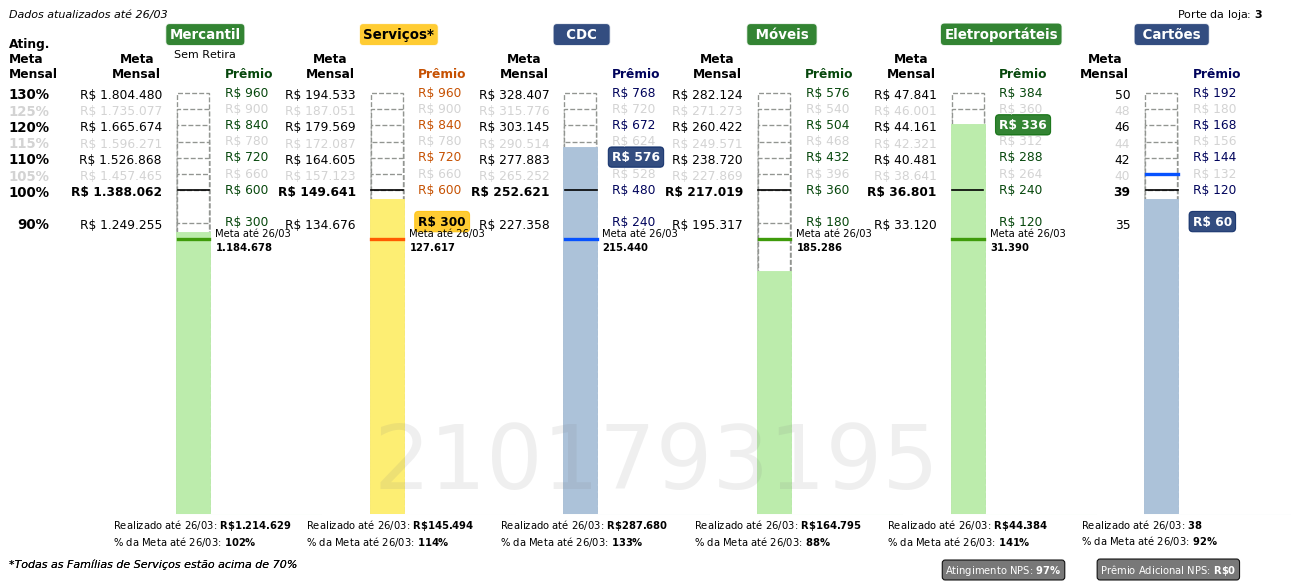 Dados atualizados até 26/03 Porte da loja: 3
Mercantil Serviços* CDC Móveis Eletroportáteis Cartões
Sem Retira
Ating. Meta Mensal Meta Mensal Prêmio Meta Mensal Prêmio Meta Mensal Prêmio Meta Mensal Prêmio Meta Mensal Prêmio Meta Mensal Prêmio
130% R$ 1.804.480 R$ 960 R$ 194.533 R$ 960 R$ 328.407 R$ 768 R$ 282.124 R$ 576 R$ 47.841 R$ 384 50 R$ 192
125% R$ 1.735.077 R$ 900 R$ 187.051 R$ 900 R$ 315.776 R$ 720 R$ 271.273 R$ 540 R$ 46.001 R$ 360 48 R$ 180
120% R$ 1.665.674 R$ 840 R$ 179.569 R$ 840 R$ 303.145 R$ 672 R$ 260.422 R$ 504 R$ 44.161 R$ 336 46 R$ 168
115% R$ 1.596.271 R$ 780 R$ 172.087 R$ 780 R$ 290.514 R$ 624 R$ 249.571 R$ 468 R$ 42.321 R$ 312 44 R$ 156
110% R$ 1.526.868 R$ 720 R$ 164.605 R$ 720 R$ 277.883 R$ 576 R$ 238.720 R$ 432 R$ 40.481 R$ 288 42 R$ 144
105% R$ 1.457.465 R$ 660 R$ 157.123 R$ 660 R$ 265.252 R$ 528 R$ 227.869 R$ 396 R$ 38.641 R$ 264 40 R$ 132
100% R$ 1.388.062 R$ 600 R$ 149.641 R$ 600 R$ 252.621 R$ 480 R$ 217.019 R$ 360 R$ 36.801 R$ 240 39 R$ 120
90% R$ 1.249.255 R$ 300 R$ 134.676 R$ 300 R$ 227.358 R$ 240 R$ 195.317 R$ 180 R$ 33.120 R$ 120 35 R$ 60
Meta até 26/03 Meta até 26/03 Meta até 26/03 Meta até 26/03 Meta até 26/03
1.184.678 127.617 215.440 185.286 31.390
2101793195
Realizado até 26/03: R$1.214.629 Realizado até 26/03: R$145.494 Realizado até 26/03: R$287.680 Realizado até 26/03: R$164.795 Realizado até 26/03: R$44.384 Realizado até 26/03: 38
% da Meta até 26/03: 102% % da Meta até 26/03: 114% % da Meta até 26/03: 133% % da Meta até 26/03: 88% % da Meta até 26/03: 141% % da Meta até 26/03: 92%
*Todas as Famílias de Serviços estão acima de 70% Atingimento NPS: 97% Prêmio Adicional NPS: R$0